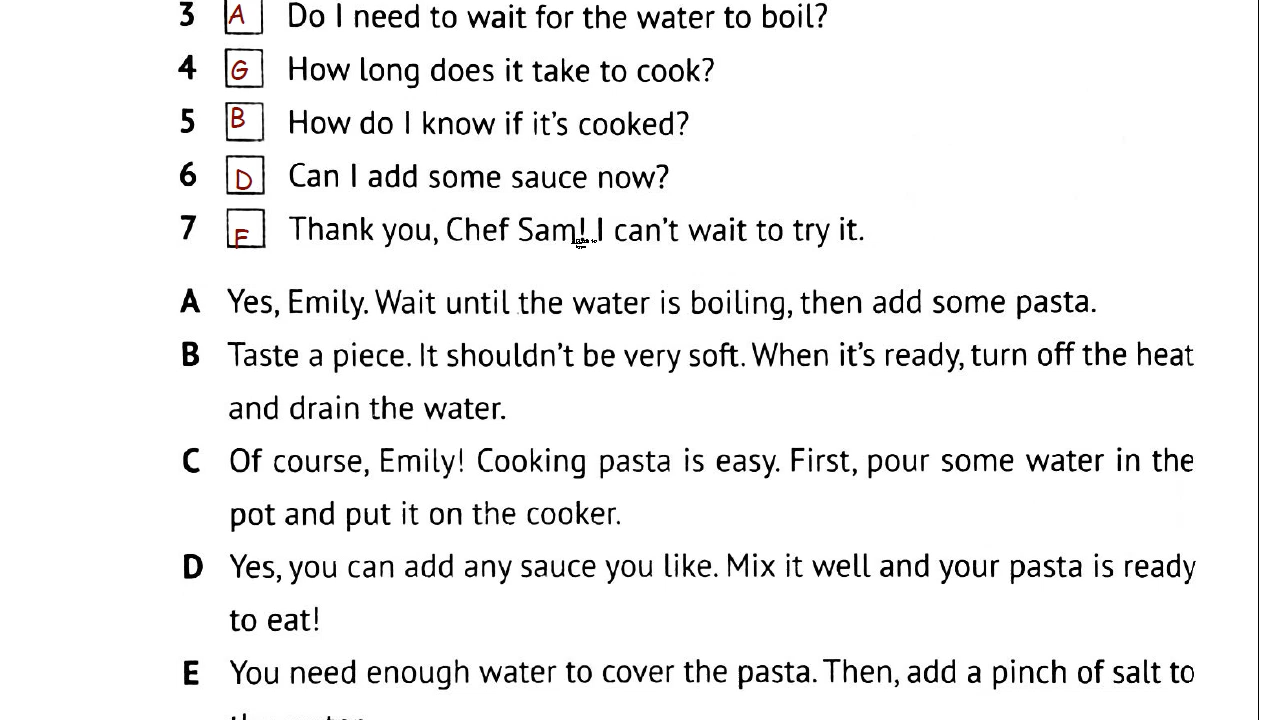 3 A Do I need to wait for the water to boil?
4 G How long does it take to cook?
5 B How do I know if it's cooked?
6 D Can I add some sauce now?
7 F Thank you, Chef Sam! I can't wait to try it.
A Yes, Emily. Wait until the water is boiling, then add some pasta.
B Taste a piece. It shouldn't be very soft. When it's ready, turn off the heat
and drain the water.
C Of course, Emily! Cooking pasta is easy. First, pour some water in the
pot and put it on the cooker.
D Yes, you can add any sauce you like. Mix it well and your pasta is ready
to eat!
E You need enough water to cover the pasta. Then, add a pinch of salt to